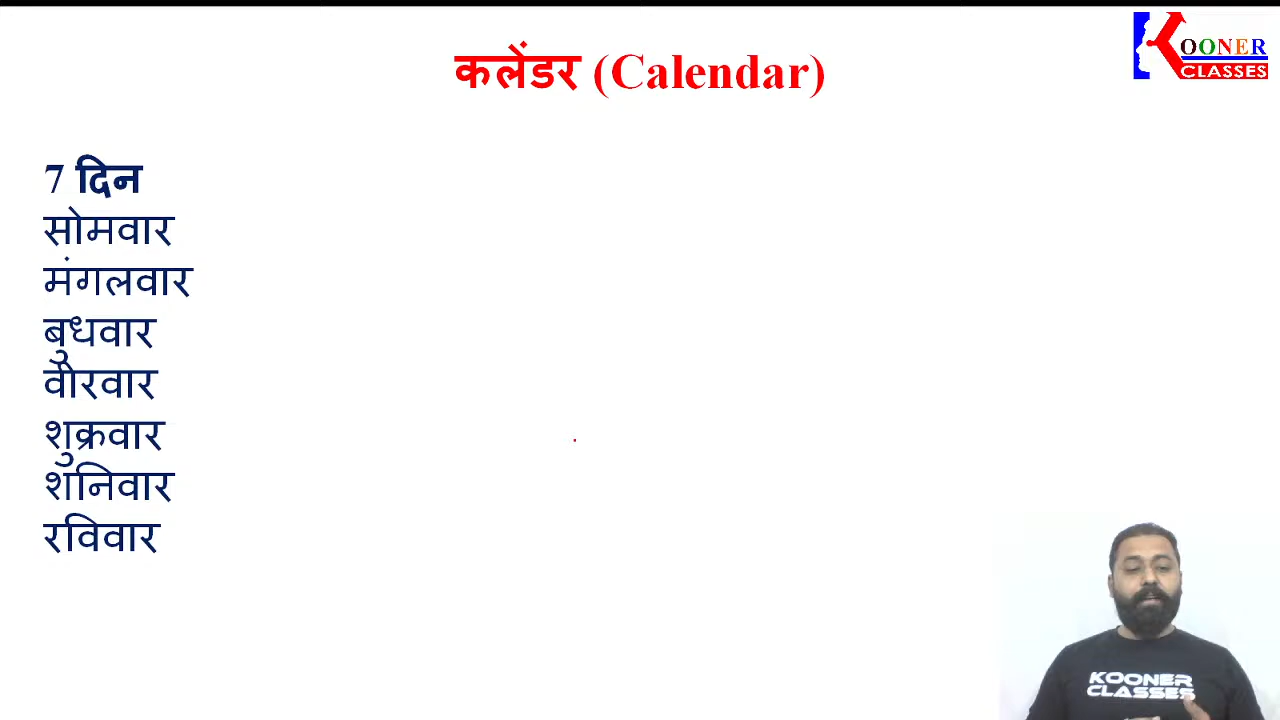 कलेंडर (Calendar)
KOONER
CLASSES
7 दिन
सोमवार
मंगलवार
बुधवार
वीरवार
शुक्रवार
शनिवार
रविवार
KOONER
CLASSES